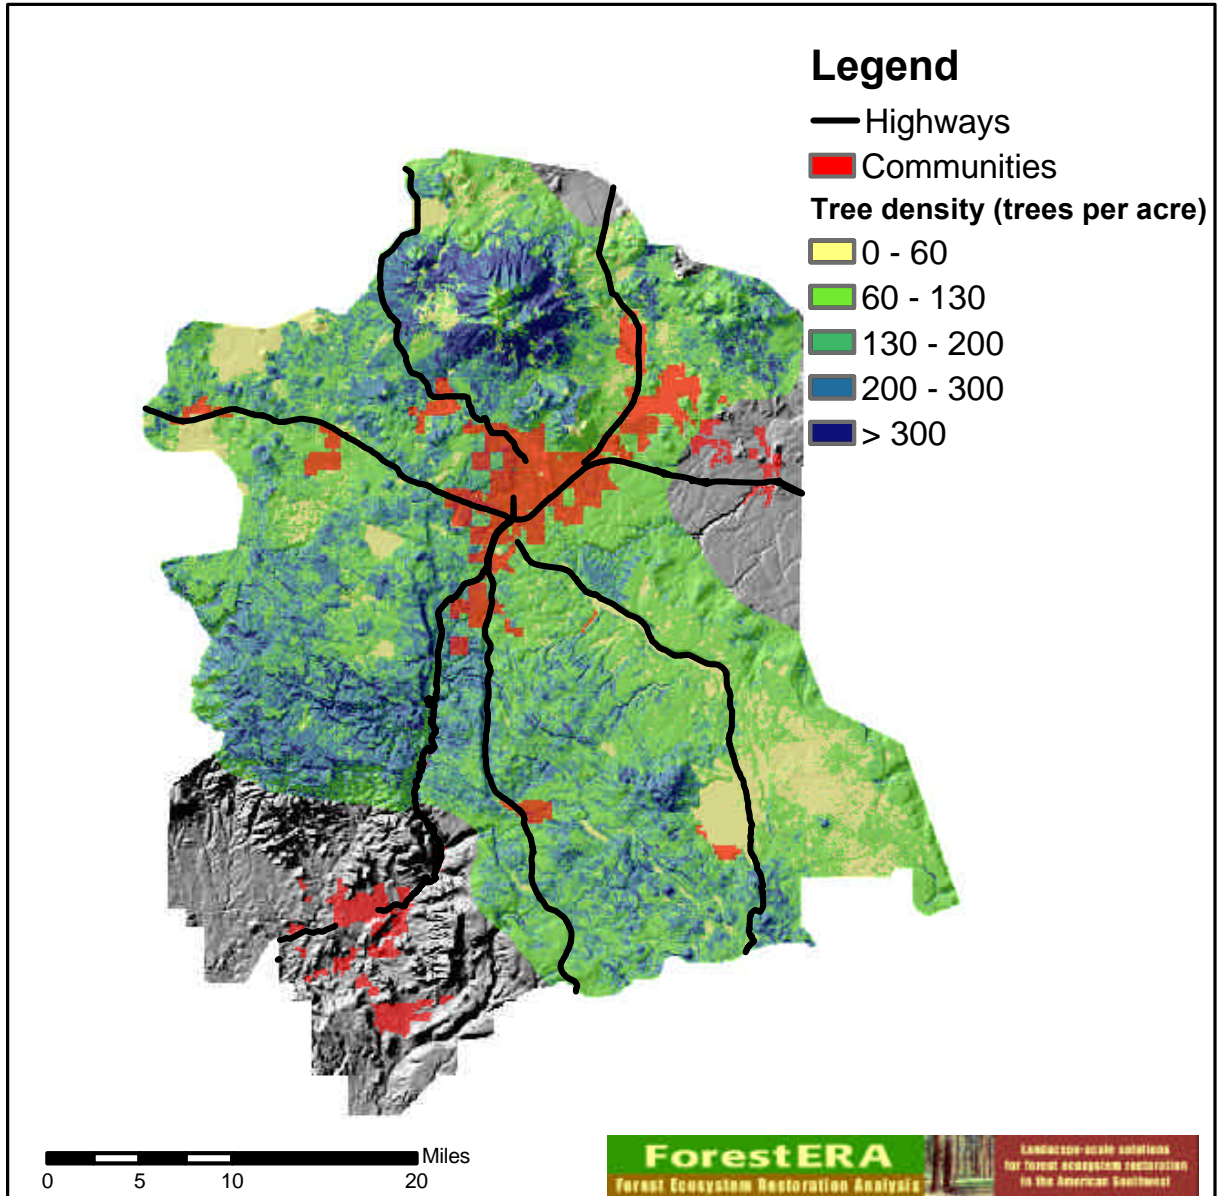 Legend
Highways
Communities
Tree density (trees per acre)
0 - 60
60 - 130
130 - 200
200 - 300
> 300
Miles
0 5 10 20
ForestERA
Forest Ecosystem Restoration Analysis
Landscape-scale solutions
for forest ecosystem restoration
in the American Southwest